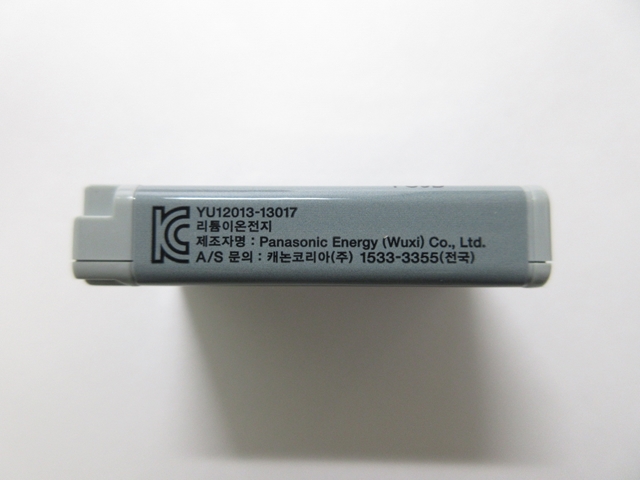 KC
YU12013-13017
리튬이온전지
제조자명 : Panasonic Energy (Wuxi) Co., Ltd.
A/S 문의 : 캐논코리아(주) 1533-3355(전국)